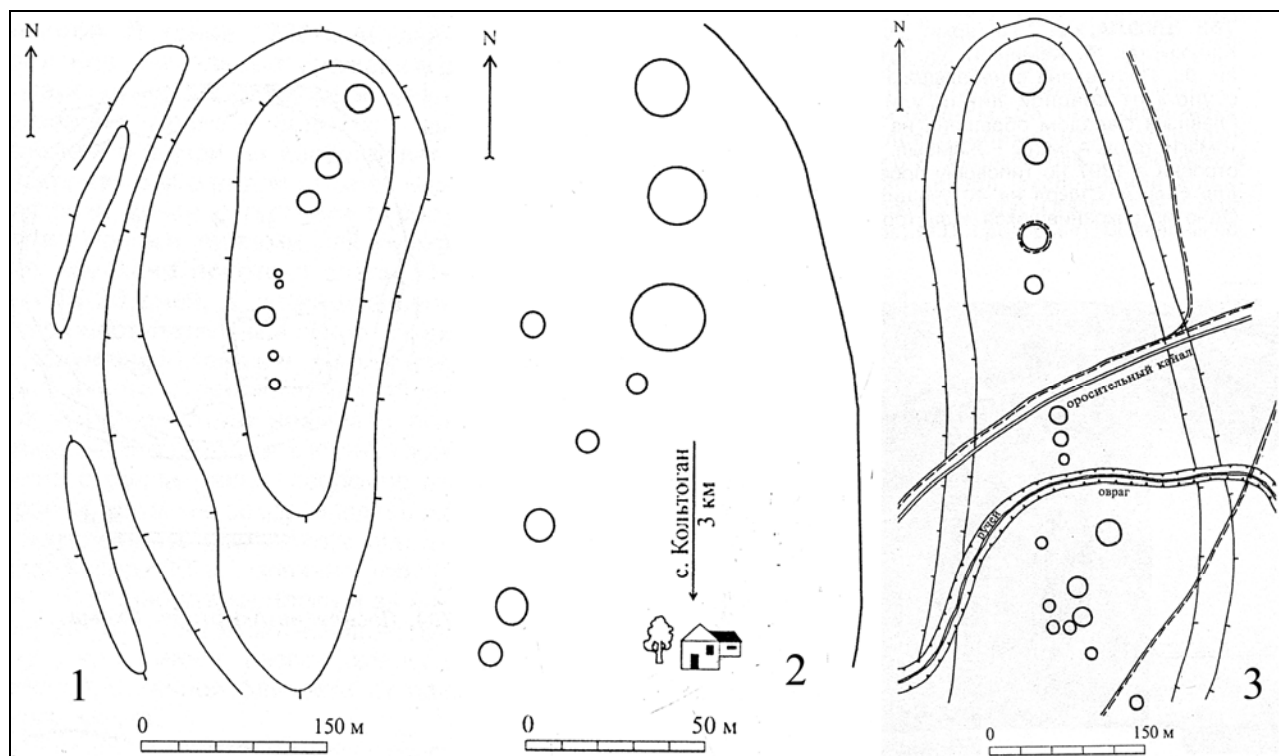 N
с. Кольтоган
3 км
1
0 150 м
N
2
0 50 м
N
оросительный канал
овраг
ручей
3
0 150 м